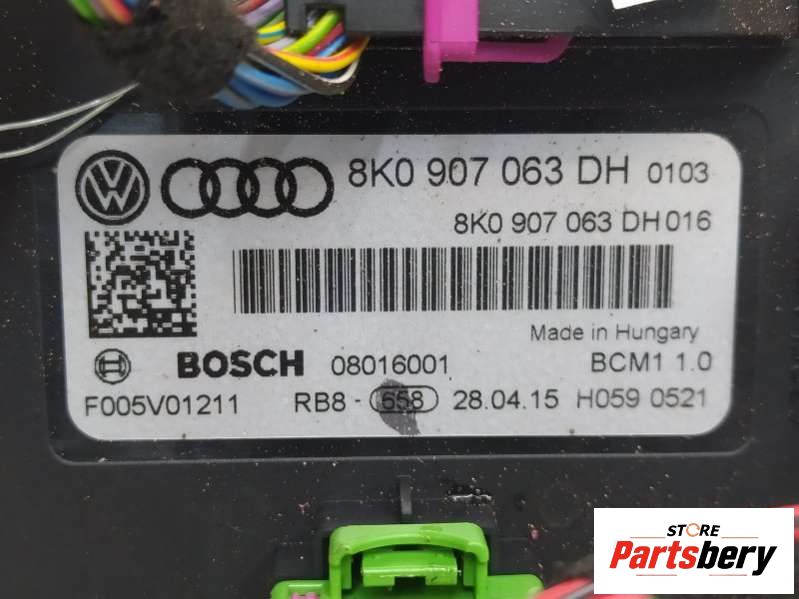 8K0 907 063 DH 0103
8K0 907 063 DH016
Made in Hungary
BOSCH 08016001 BCM1 1.0
F005V01211 RB8 - 658 28.04.15 H059 0521
STORE
Partsbery